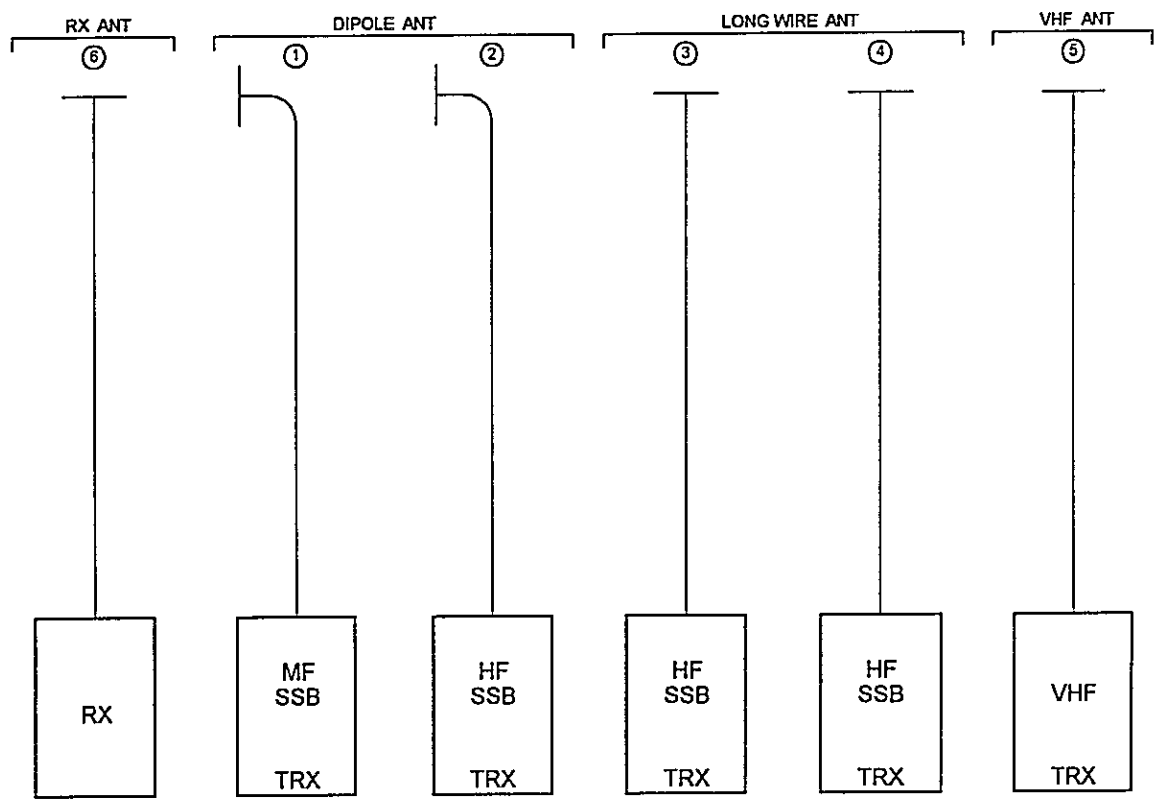 RX ANT
DIPOLE ANT
LONG WIRE ANT
VHF ANT
6
1
2
3
4
5
RX
MF
SSB
TRX
HF
SSB
TRX
HF
SSB
TRX
HF
SSB
TRX
VHF
TRX